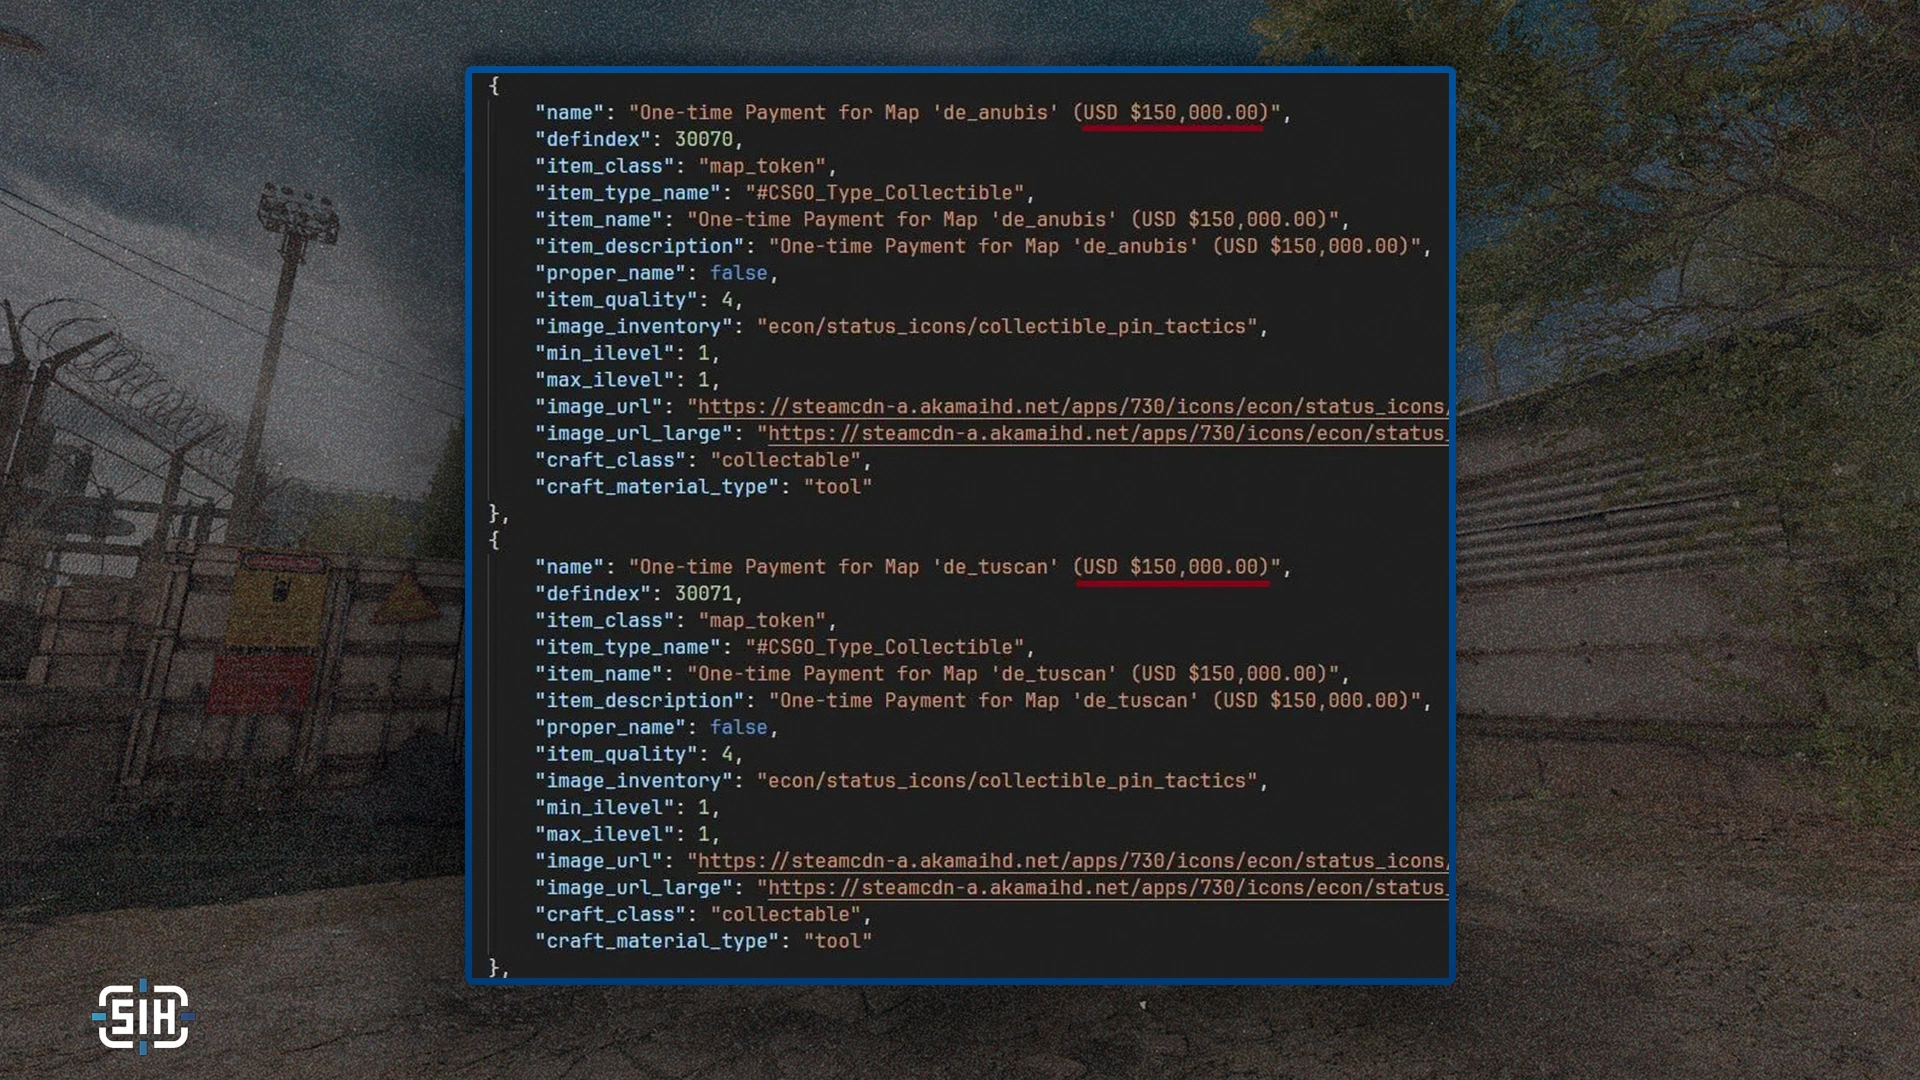 {
"name": "One-time Payment for Map 'de_anubis' (USD $150,000.00)",
"defindex": 30070,
"item_class": "map_token",
"item_type_name": "#CSGO_Type_Collectible",
"item_name": "One-time Payment for Map 'de_anubis' (USD $150,000.00)",
"item_description": "One-time Payment for Map 'de_anubis' (USD $150,000.00)",
"proper_name": false,
"item_quality": 4,
"image_inventory": "econ/status_icons/collectible_pin_tactics",
"min_ilevel": 1,
"max_ilevel": 1,
"image_url": "https://steamcdn-a.akamaihd.net/apps/730/icons/econ/status_icons/
"image_url_large": "https://steamcdn-a.akamaihd.net/apps/730/icons/econ/status_
"craft_class": "collectable",
"craft_material_type": "tool"
},
{
"name": "One-time Payment for Map 'de_tuscan' (USD $150,000.00)",
"defindex": 30071,
"item_class": "map_token",
"item_type_name": "#CSGO_Type_Collectible",
"item_name": "One-time Payment for Map 'de_tuscan' (USD $150,000.00)",
"item_description": "One-time Payment for Map 'de_tuscan' (USD $150,000.00)",
"proper_name": false,
"item_quality": 4,
"image_inventory": "econ/status_icons/collectible_pin_tactics",
"min_ilevel": 1,
"max_ilevel": 1,
"image_url": "https://steamcdn-a.akamaihd.net/apps/730/icons/econ/status_icons/
"image_url_large": "https://steamcdn-a.akamaihd.net/apps/730/icons/econ/status_
"craft_class": "collectable",
"craft_material_type": "tool"
},
SIH